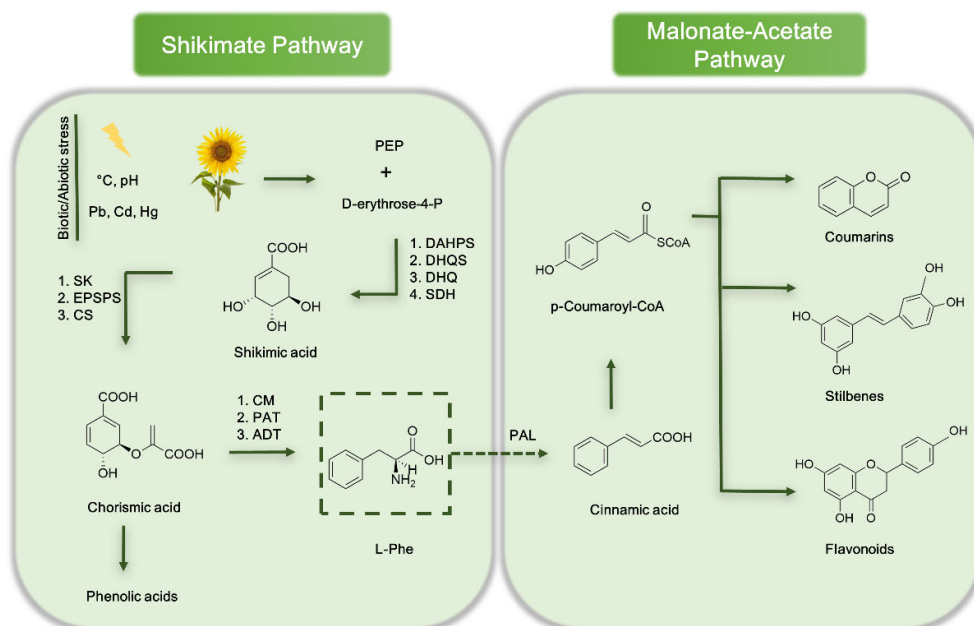 Shikimate Pathway
Malonate-Acetate
Pathway
Biotic/Abiotic stress
°C, pH
Pb, Cd, Hg
PEP
+
D-erythrose-4-P
1. DAHPS
2. DHQS
3. DHQ
4. SDH
COOH
HO
OH
OH
Shikimic acid
1. SK
2. EPSPS
3. CS
COOH
O
COOH
OH
Chorismic acid
Phenolic acids
1. CM
2. PAT
3. ADT
O
OH
H
NH2
L-Phe
PAL
COOH
Cinnamic acid
O
SCoA
HO
p-Coumaroyl-CoA
O
O
Coumarins
OH
OH
HO
OH
Stilbenes
OH
HO
O
OH
O
Flavonoids